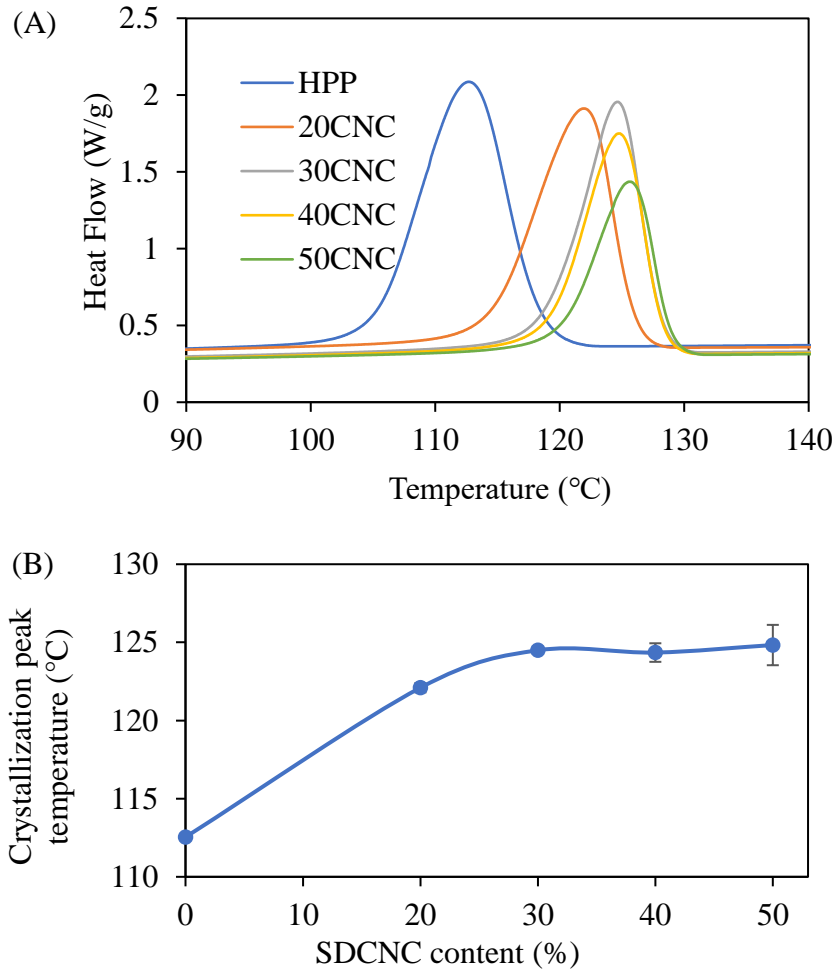 (A)
2.5
2
1.5
1
0.5
0
Heat Flow (W/g)
HPP
20CNC
30CNC
40CNC
50CNC
90 100 110 120 130 140
Temperature (°C)
(B)
130
125
120
115
110
Crystallization peak
temperature (°C)
0 10 20 30 40 50
SDCNC content (%)